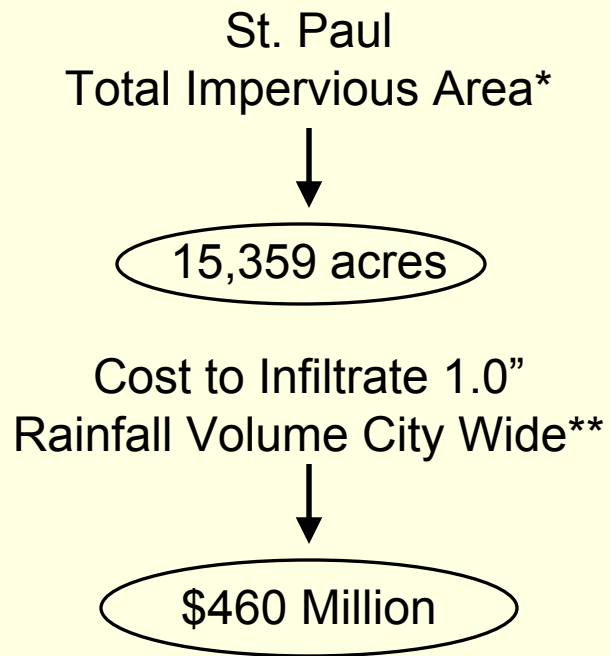 St. Paul
Total Impervious Area*
15,359 acres
Cost to Infiltrate 1.0”
Rainfall Volume City Wide**
$460 Million